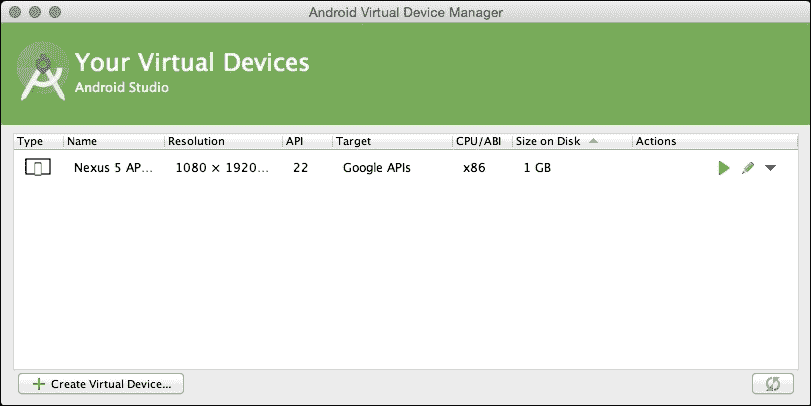 Android Virtual Device Manager
Your Virtual Devices
Android Studio
Type Name Resolution API Target CPU/ABI Size on Disk Actions
Nexus 5 AP... 1080 × 1920... 22 Google APIs x86 1 GB
Create Virtual Device...